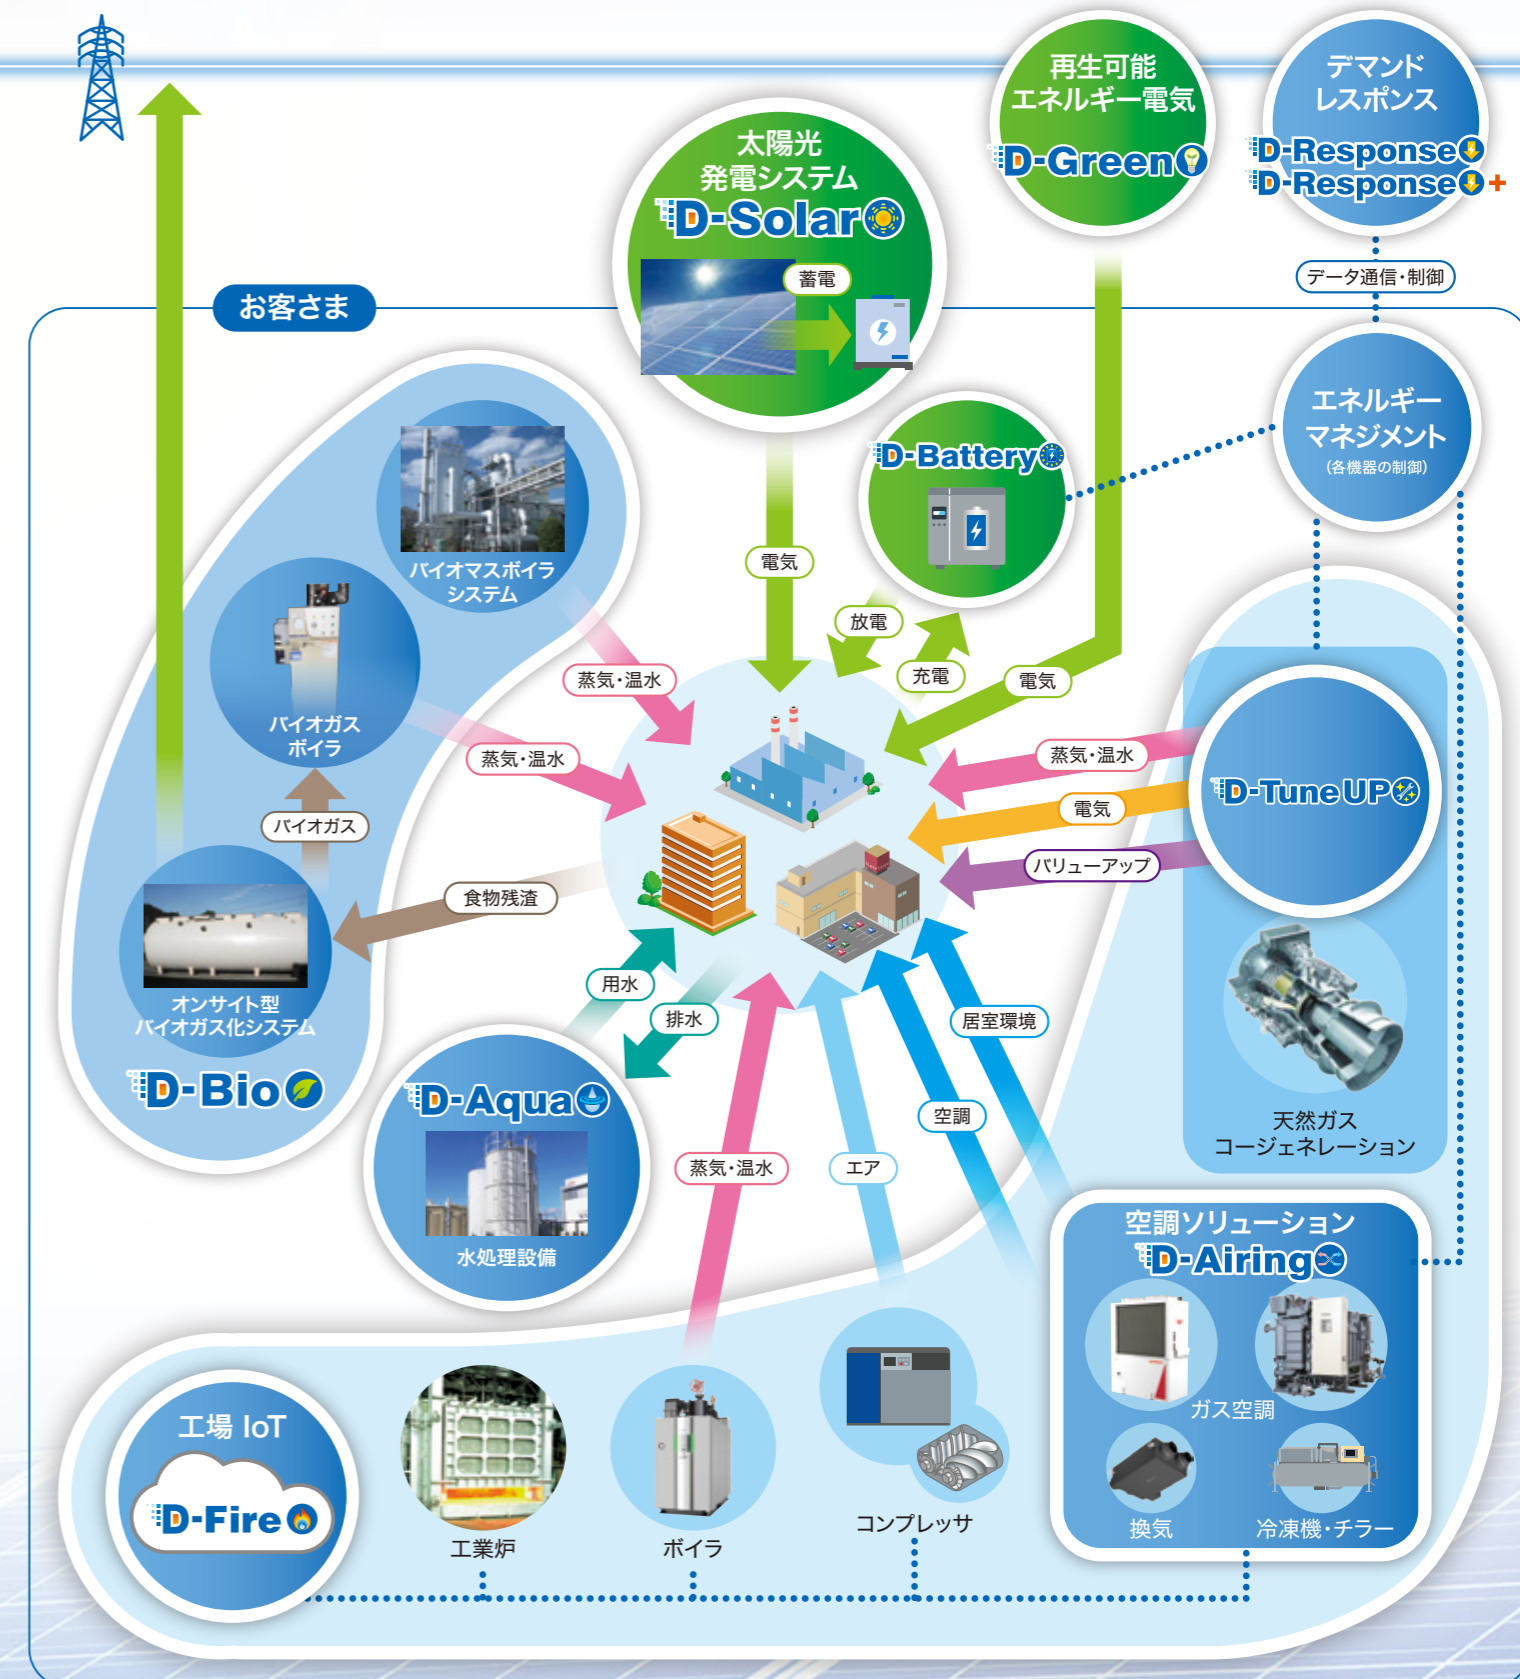 再生可能
エネルギー電気
D-Green
デマンド
レスポンス
D-Response
D-Response+
太陽光
発電システム
D-Solar
蓄電
データ通信・制御
お客さま
エネルギー
マネジメント
(各機器の制御)
D-Battery
バイオマスボイラ
システム
電気
放電
充電
電気
蒸気・温水
バイオガス
ボイラ
蒸気・温水
蒸気・温水
電気
バリューアップ
D-Tune UP
バイオガス
食物残渣
オンサイト型
バイオガス化システム
D-Bio
用水
排水
居室環境
空調
D-Aqua
水処理設備
天然ガス
コージェネレーション
蒸気・温水
エア
空調ソリューション
D-Airing
ガス空調
換気
冷凍機・チラー
工場 IoT
D-Fire
工業炉
ボイラ
コンプレッサ